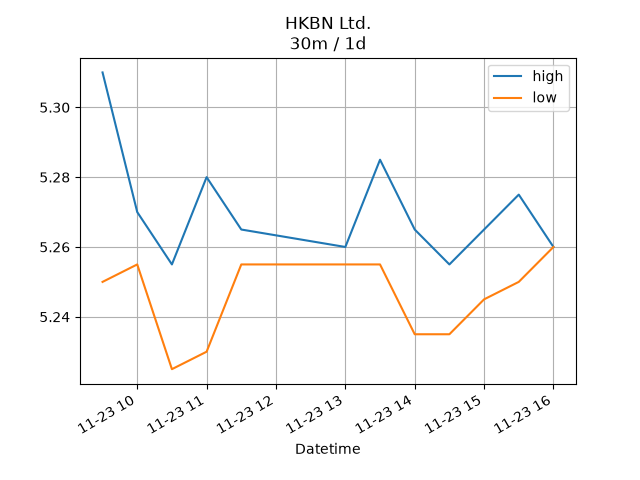 HKBN Ltd.
30m / 1d
high
low
5.30
5.28
5.26
5.24
11-23 10
11-23 11
11-23 12
11-23 13
11-23 14
11-23 15
11-23 16
Datetime